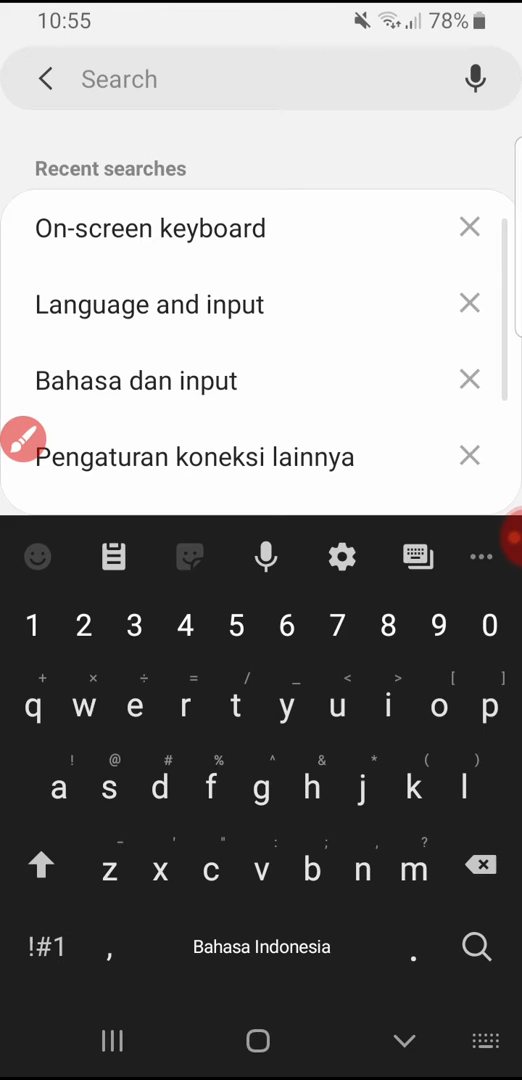 10:55 78%
Search
Recent searches
On-screen keyboard
Language and input
Bahasa dan input
Pengaturan koneksi lainnya
1 2 3 4 5 6 7 8 9 0
+ × ÷ = / _ < > [ ]
q w e r t y u i o p
! @ # % ^ & * ( )
a s d f g h j k l
- ' " : ; , ?
z x c v b n m
!#1 , Bahasa Indonesia .